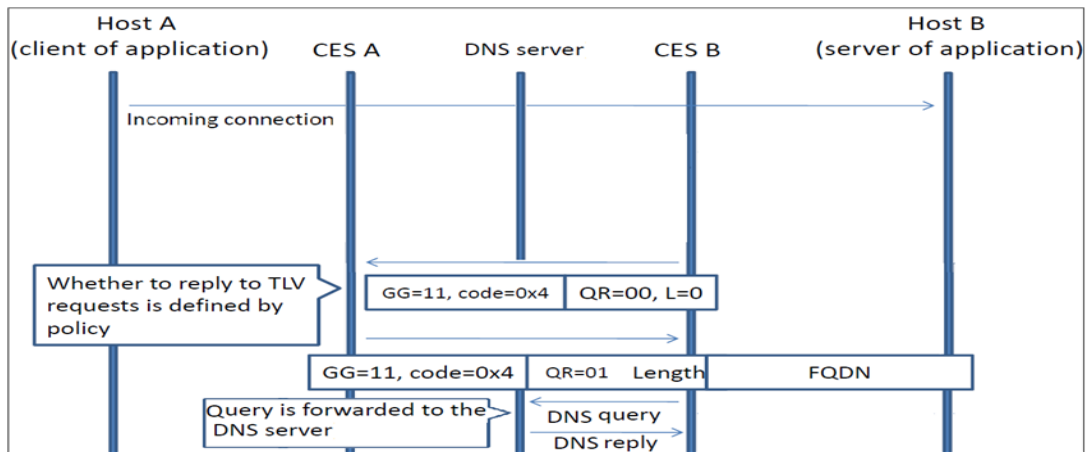 Host A
(client of application)
CES A
DNS server
CES B
Host B
(server of application)
Incoming connection
Whether to reply to TLV
requests is defined by
policy
GG=11, code=0x4
QR=00, L=0
GG=11, code=0x4
QR=01 Length
FQDN
Query is forwarded to the
DNS server
DNS query
DNS reply